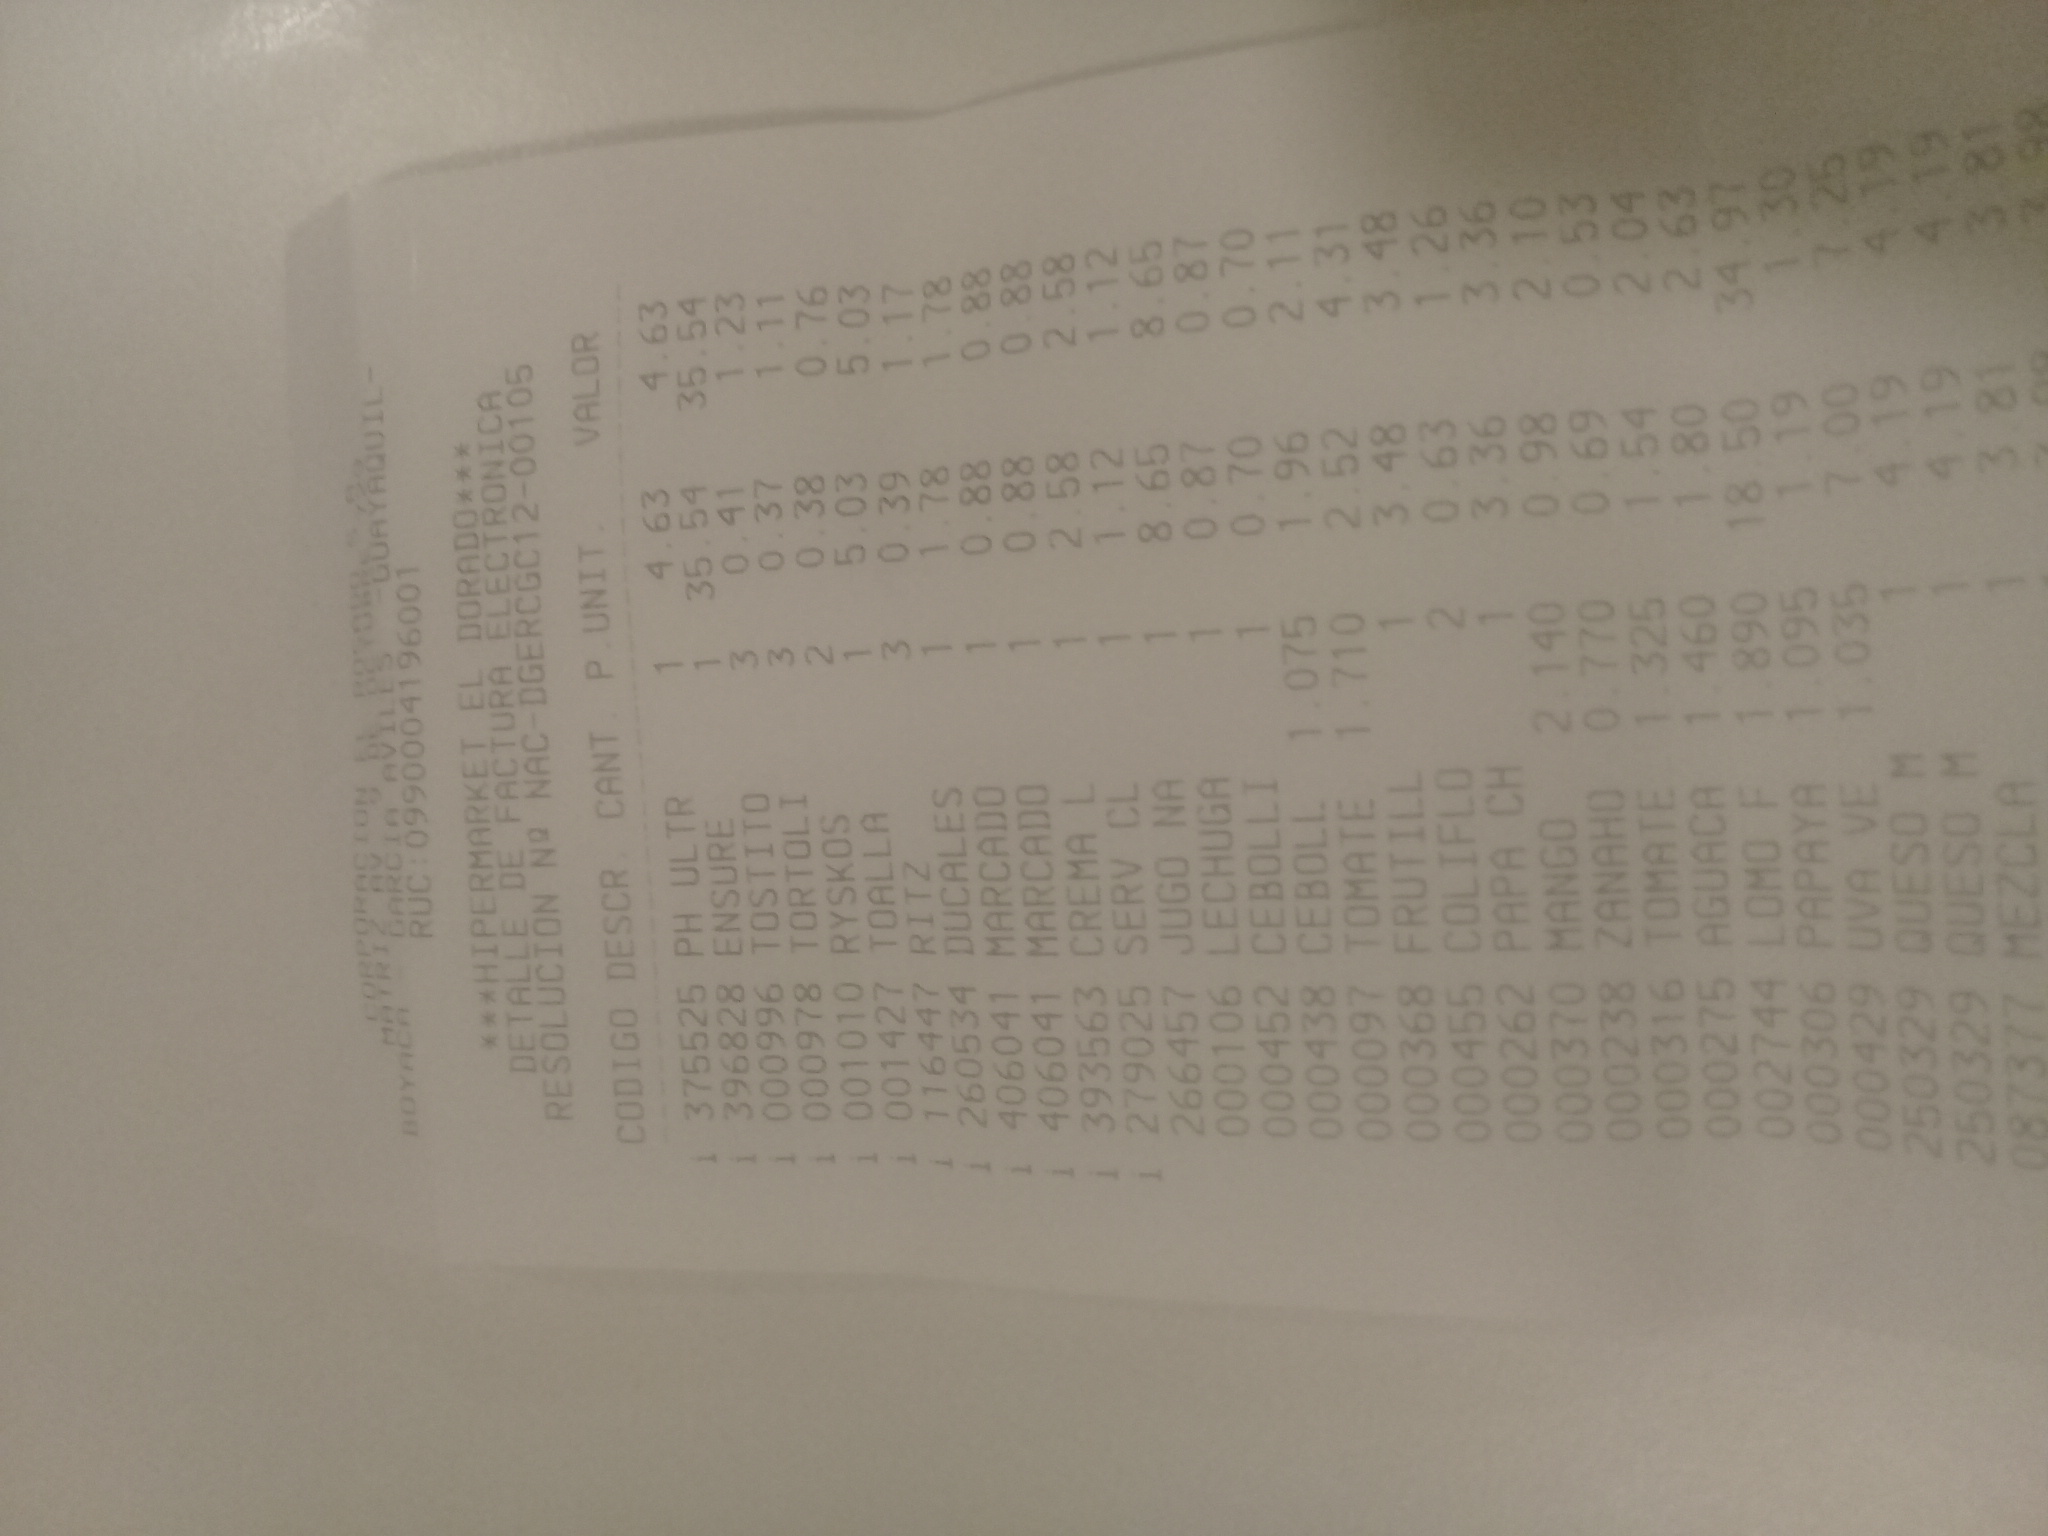 CORPORACION EL ROSADO S.A.
MATRIZ AV. 9 DE OCTUBRE 729
BOYACA - GARCIA AVILES -GUAYAQUIL-
RUC:0990004196001
***HIPERMARKET EL DORADO***
DETALLE DE FACTURA ELECTRONICA
RESOLUCION Nº NAC-DGERCGC12-00105
CODIGO DESCR. CANT. P.UNIT. VALOR
i 375525 PH ULTR 1 4.63 4.63
i 396828 ENSURE 1 35.54 35.54
i 000996 TOSTITO 3 0.41 1.23
i 000978 TORTOLI 3 0.37 1.11
i 001010 RYSKOS 2 0.38 0.76
i 001427 TOALLA 1 5.03 5.03
i 116447 RITZ 3 0.39 1.17
i 260534 DUCALES 1 1.78 1.78
i 406041 MARCADO 1 0.88 0.88
i 406041 MARCADO 1 0.88 0.88
i 393563 CREMA L 1 2.58 2.58
i 279025 SERV CL 1 1.12 1.12
266457 JUGO NA 1 8.65 8.65
000106 LECHUGA 1 0.87 0.87
000452 CEBOLLI 1 0.70 0.70
000438 CEBOLL 1.075 1.96 2.11
000097 TOMATE 1.710 2.52 4.31
000368 FRUTILL 1 3.48 3.48
000455 COLIFLO 2 0.63 1.26
000262 PAPA CH 1 3.36 3.36
000370 MANGO 2.140 0.98 2.10
000238 ZANAHO 0.770 0.69 0.53
000316 TOMATE 1.325 1.54 2.04
000275 AGUACA 1.460 1.80 2.63
002744 LOMO F 1.890 18.50 34.97
000306 PAPAYA 1.095 1.19 1.30
000429 UVA VE 1.035 7.00 7.25
250329 QUESO M 1 4.19 4.19
250329 QUESO M 1 4.19 4.19
087377 MEZCLA 1 3.81 3.81